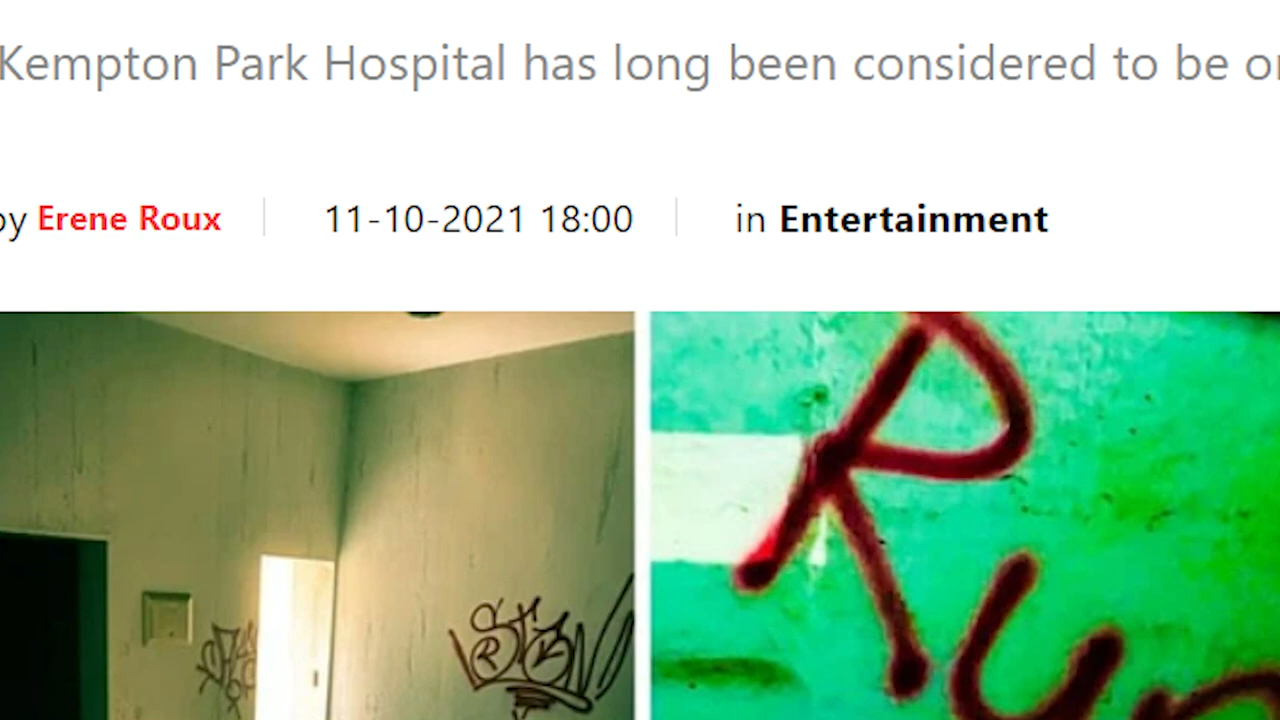 Kempton Park Hospital has long been considered to be
by Erene Roux 11-10-2021 18:00 in Entertainment
Run